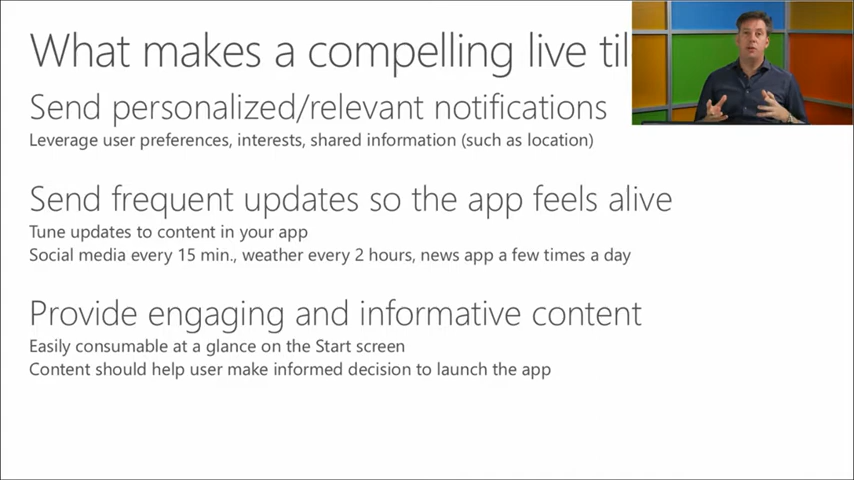 What makes a compelling live til
Send personalized/relevant notifications
Leverage user preferences, interests, shared information (such as location)
Send frequent updates so the app feels alive
Tune updates to content in your app
Social media every 15 min., weather every 2 hours, news app a few times a day
Provide engaging and informative content
Easily consumable at a glance on the Start screen
Content should help user make informed decision to launch the app